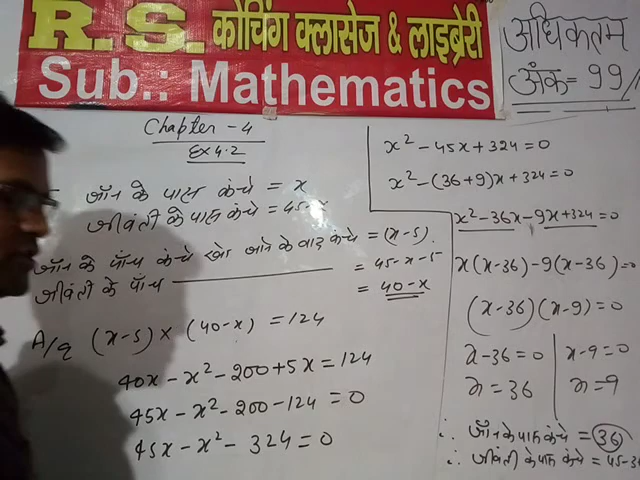 R.S. कोचिंग क्लासेज & लाइब्रेरी
Sub.: Mathematics
अधिकतम
अंक = 99/
Chapter - 4
Ex 4.2
जॉन के पास कंचे = x
जीवंती के पास कंचे = 45-x
जॉन के पाँच कंचे खो जाने के बाद कंचे = (x-5)
जीवंती के पाँच ——— = 45-x-5
= 40-x
A/q (x-5) × (40-x) = 124
40x - x² - 200 + 5x = 124
45x - x² - 200 - 124 = 0
45x - x² - 324 = 0
x² - 45x + 324 = 0
x² - (36+9)x + 324 = 0
x² - 36x - 9x + 324 = 0
x(x-36) - 9(x-36) = 0
(x-36)(x-9) = 0
x-36 = 0 | x-9 = 0
x = 36 | x = 9
∴ जॉन के पास कंचे = 36
∴ जीवंती के पास कंचे = 45-36